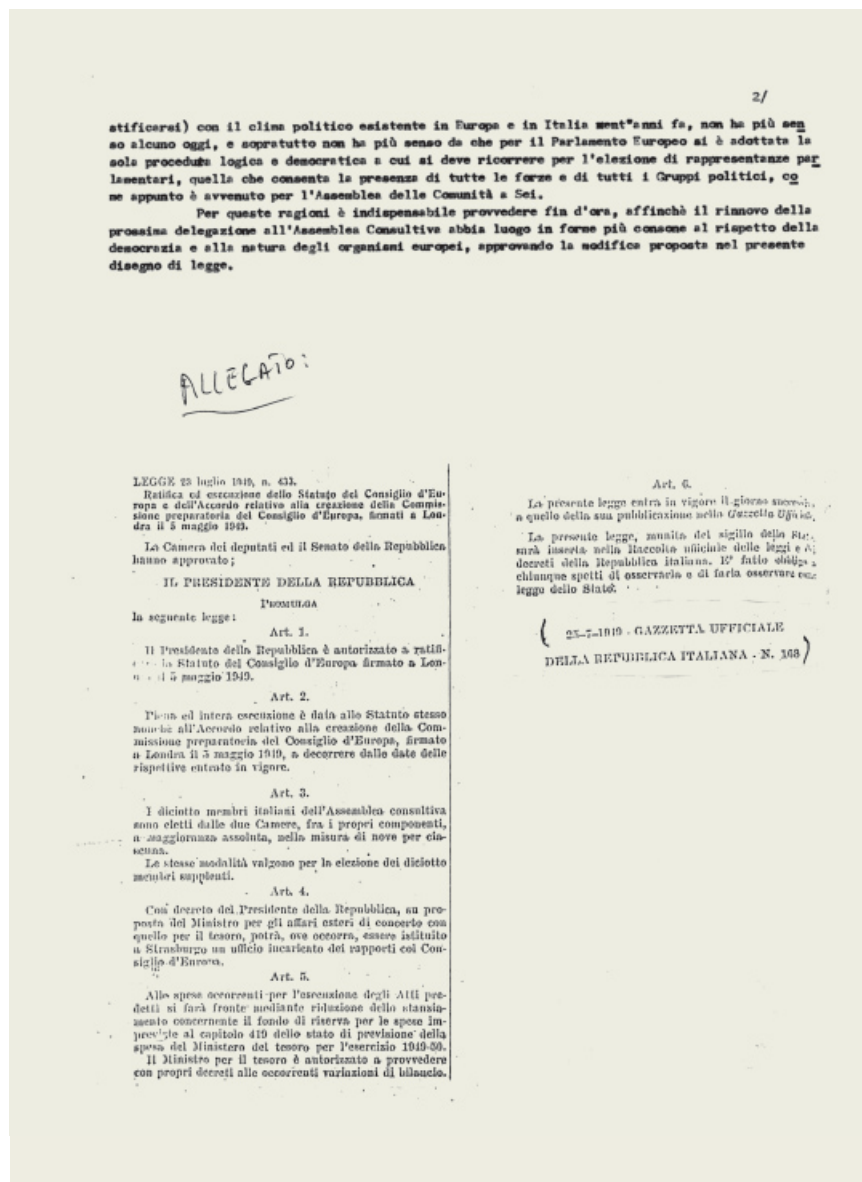 2/
stificarsi) con il clima politico esistente in Europa e in Italia ment"anni fa, non ha più sen
so alcuno oggi, e sopratutto non ha più senso da che per il Parlamento Europeo si è adottata la
sola procedura logica e democratica a cui si deve ricorrere per l'elezione di rappresentanze par
lamentari, quella che consenta la presenza di tutte le forze e di tutti i Gruppi politici, co
me appunto è avvenuto per l'Assemblea delle Comunità a Sei.
Per queste ragioni è indispensabile provvedere fin d'ora, affinchè il rinnovo della
prossima delegazione all'Assemblea Consultiva abbia luogo in forme più consone al rispetto della
democrazia e alla natura degli organismi europei, approvando la modifica proposta nel presente
disegno di legge.
ALLEGATO:
LEGGE 23 luglio 1949, n. 433.
Ratifica ed esecuzione dello Statuto del Consiglio d'Eu-
ropa e dell'Accordo relativo alla creazione della Commis-
sione preparatoria del Consiglio d'Europa, firmati a Lon-
dra il 5 maggio 1949.
La Camera dei deputati ed il Senato della Repubblica
hanno approvato;
IL PRESIDENTE DELLA REPUBBLICA
PROMULGA
la seguente legge:
Art. 1.
Il Presidente della Repubblica è autorizzato a ratifi-
lo Statuto del Consiglio d'Europa firmato a Lon-
il 5 maggio 1949.
Art. 2.
Piena ed intera esecuzione è data allo Statuto stesso
nonchè all'Accordo relativo alla creazione della Com-
missione preparatoria del Consiglio d'Europa, firmato
a Londra il 5 maggio 1949, a decorrere dalle date delle
rispettive entrate in vigore.
Art. 3.
I diciotto membri italiani dell'Assemblea consultiva
sono eletti dalle due Camere, fra i propri componenti,
a maggioranza assoluta, nella misura di nove per cia-
scuna.
Le stesse modalità valgono per la elezione dei diciotto
membri supplenti.
Art. 4.
Con decreto del Presidente della Repubblica, su pro-
posta del Ministro per gli affari esteri di concerto con
quello per il tesoro, potrà, ove occorra, essere istituito
a Strasburgo un ufficio incaricato dei rapporti col Con-
siglio d'Europa.
Art. 5.
Alle spese occorrenti per l'esecuzione degli Atti pre-
detti si farà fronte mediante riduzione dello stanzia-
mento concernente il fondo di riserva per le spese im-
previste al capitolo 419 dello stato di previsione della
spesa del Ministero del tesoro per l'esercizio 1949-50.
Il Ministro per il tesoro è autorizzato a provvedere
con propri decreti alle occorrenti variazioni di bilancio.
Art. 6.
La presente legge entra in vigore il giorno
a quello della sua pubblicazione nella Gazzetta
La presente legge, munita del sigillo dello
sarà inserta nella Raccolta ufficiale delle leggi e
decreti della Repubblica italiana. E' fatto
chiunque spetti di osservarla e di farla osservare
legge dello Stato.
( 25-7-1949 - GAZZETTA UFFICIALE
DELLA REPUBBLICA ITALIANA - N. 168 )